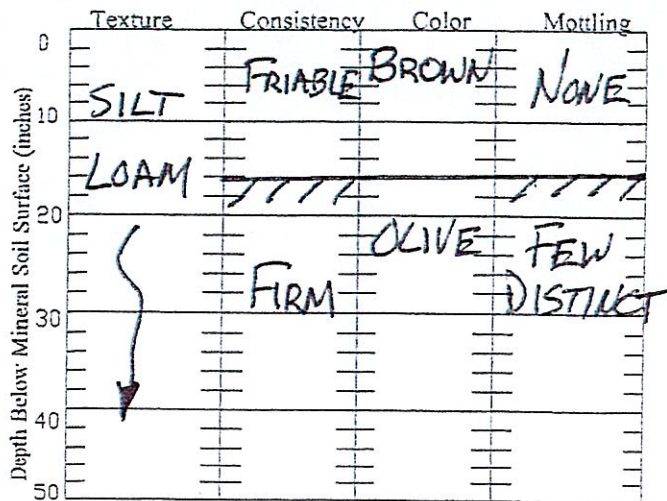 Texture Consistency Color Mottling
0
FRIABLE BROWN NONE
SILT
10
LOAM
20
OLIVE FEW
FIRM DISTINCT
30
40
50
Depth Below Mineral Soil Surface (inches)